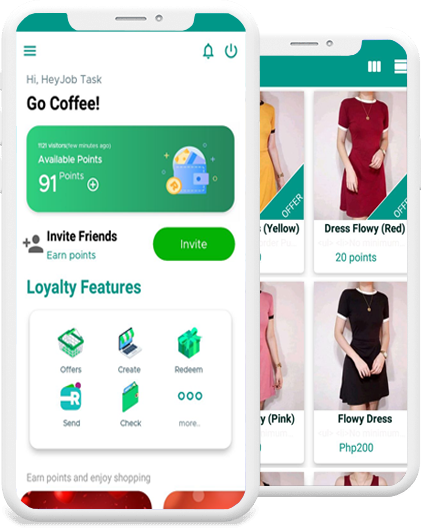 Hi, HeyJob Task
Go Coffee!
1121 visitors(few minutes ago)
Available Points
91 Points
Invite Friends
Earn points
Invite
Loyalty Features
Offers
Create
Redeem
Send
Check
more..
Earn points and enjoy shopping
OFFER
OFFE
(Yellow)
Dress Flowy (Red)
20 points
y (Pink)
Flowy Dress
Php200